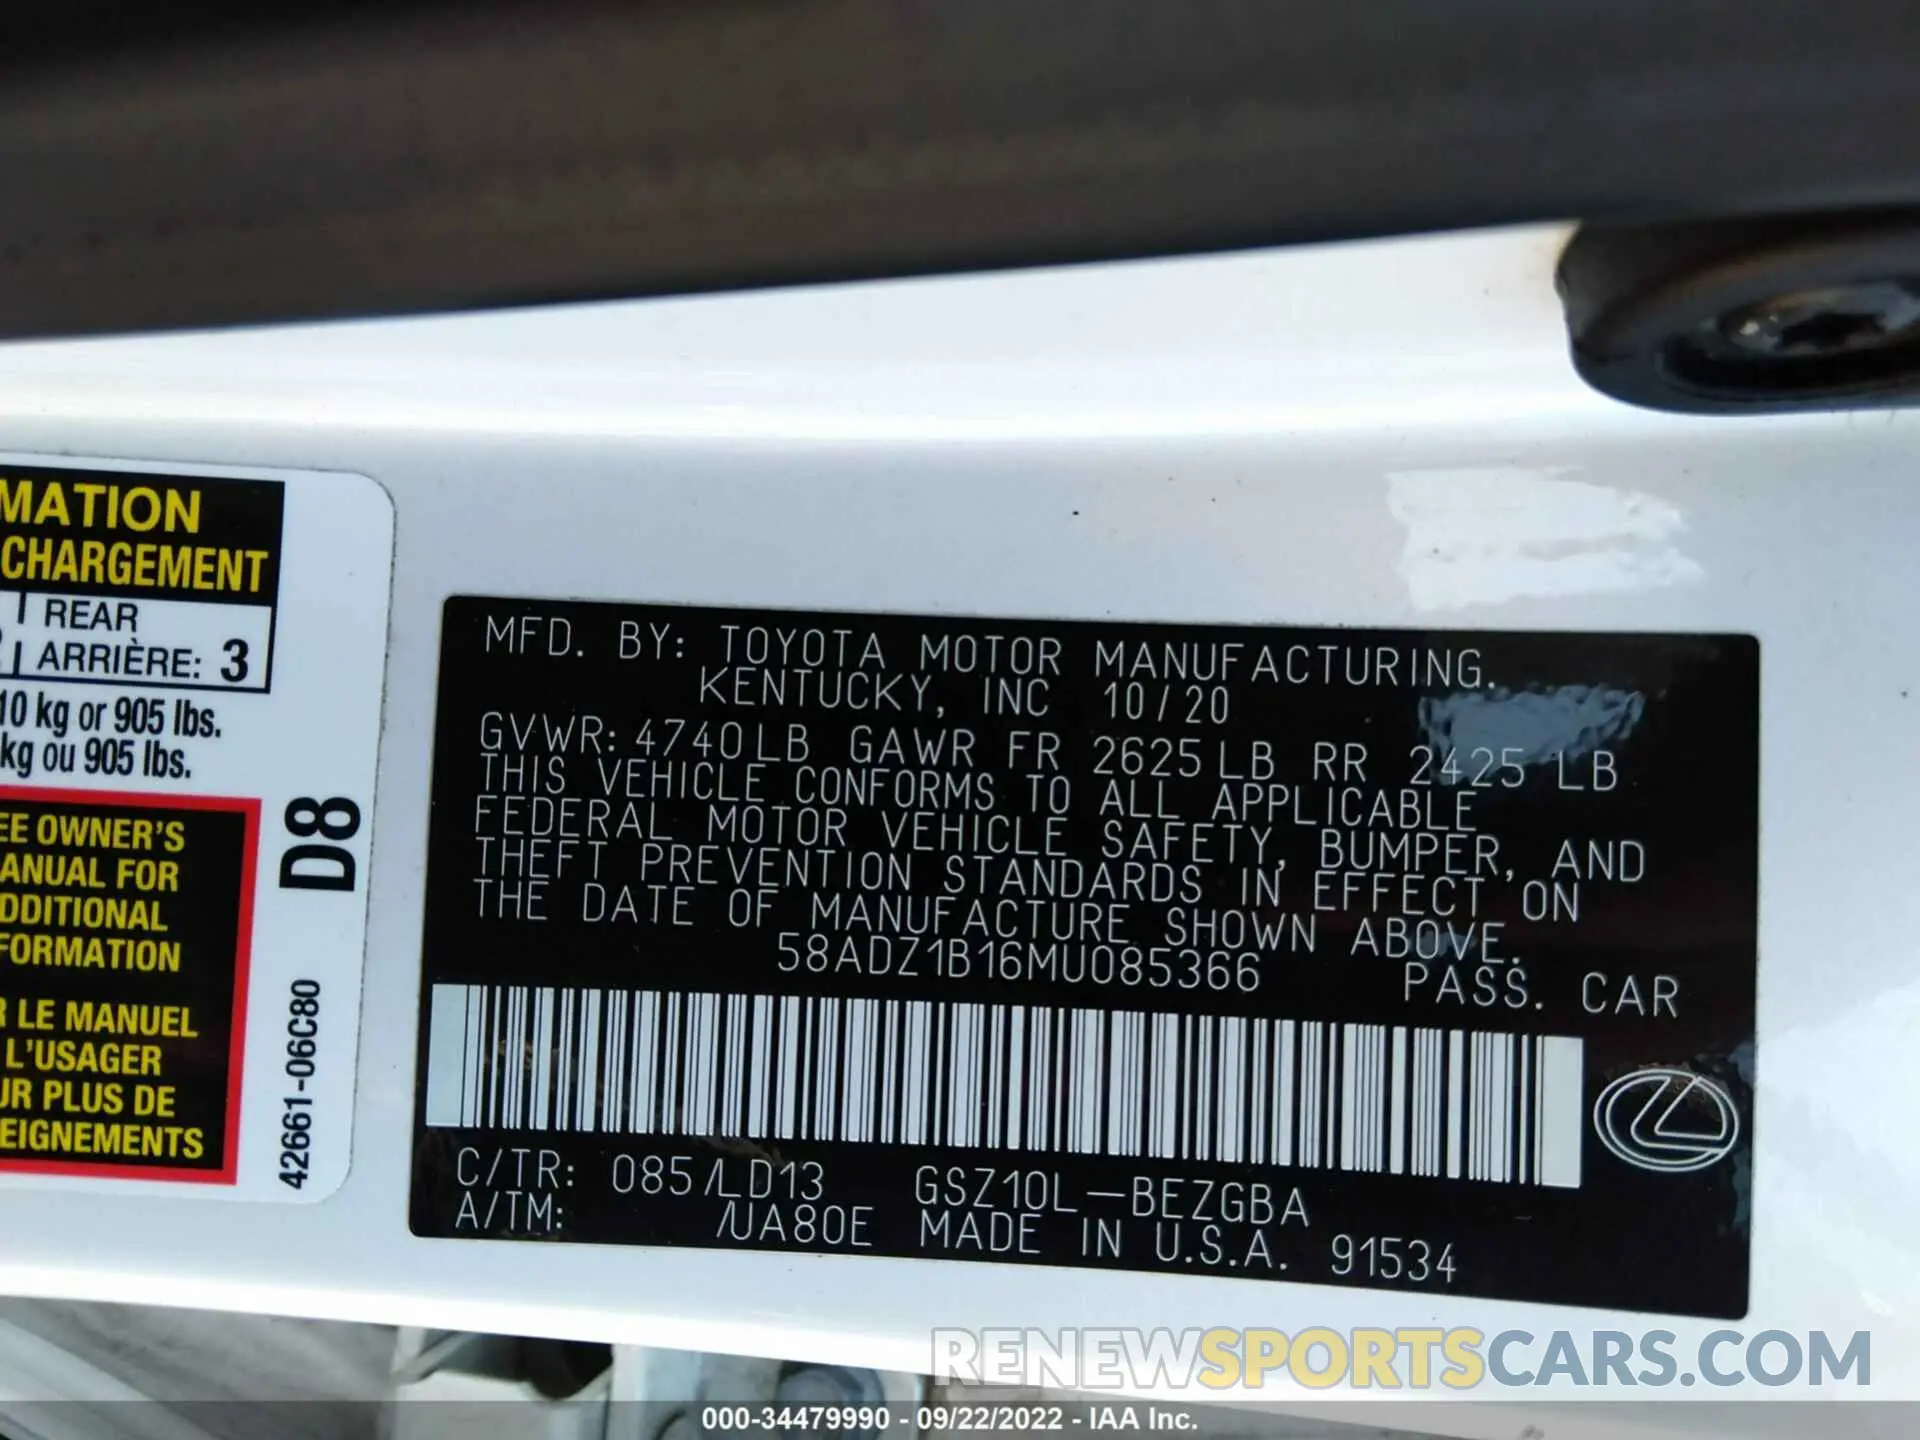 MATION
CHARGEMENT
REAR
ARRIÈRE: 3
10 kg or 905 lbs.
kg ou 905 lbs.
EE OWNER'S
ANUAL FOR
DDITIONAL
FORMATION
R LE MANUEL
L'USAGER
UR PLUS DE
EIGNEMENTS
D8
42661-06C80
MFD. BY: TOYOTA MOTOR MANUFACTURING.
KENTUCKY, INC 10/20
GVWR: 4740LB GAWR FR 2625LB RR 2425 LB
THIS VEHICLE CONFORMS TO ALL APPLICABLE
FEDERAL MOTOR VEHICLE SAFETY, BUMPER, AND
THEFT PREVENTION STANDARDS IN EFFECT ON
THE DATE OF MANUFACTURE SHOWN ABOVE.
58ADZ1B16MU085366 PASS. CAR
C/TR: 085/LD13 GSZ10L-BEZGBA
A/TM: /UA80E MADE IN U.S.A. 91534
RENEWSPORTSCARS.COM
000-34479990 - 09/22/2022 - IAA Inc.